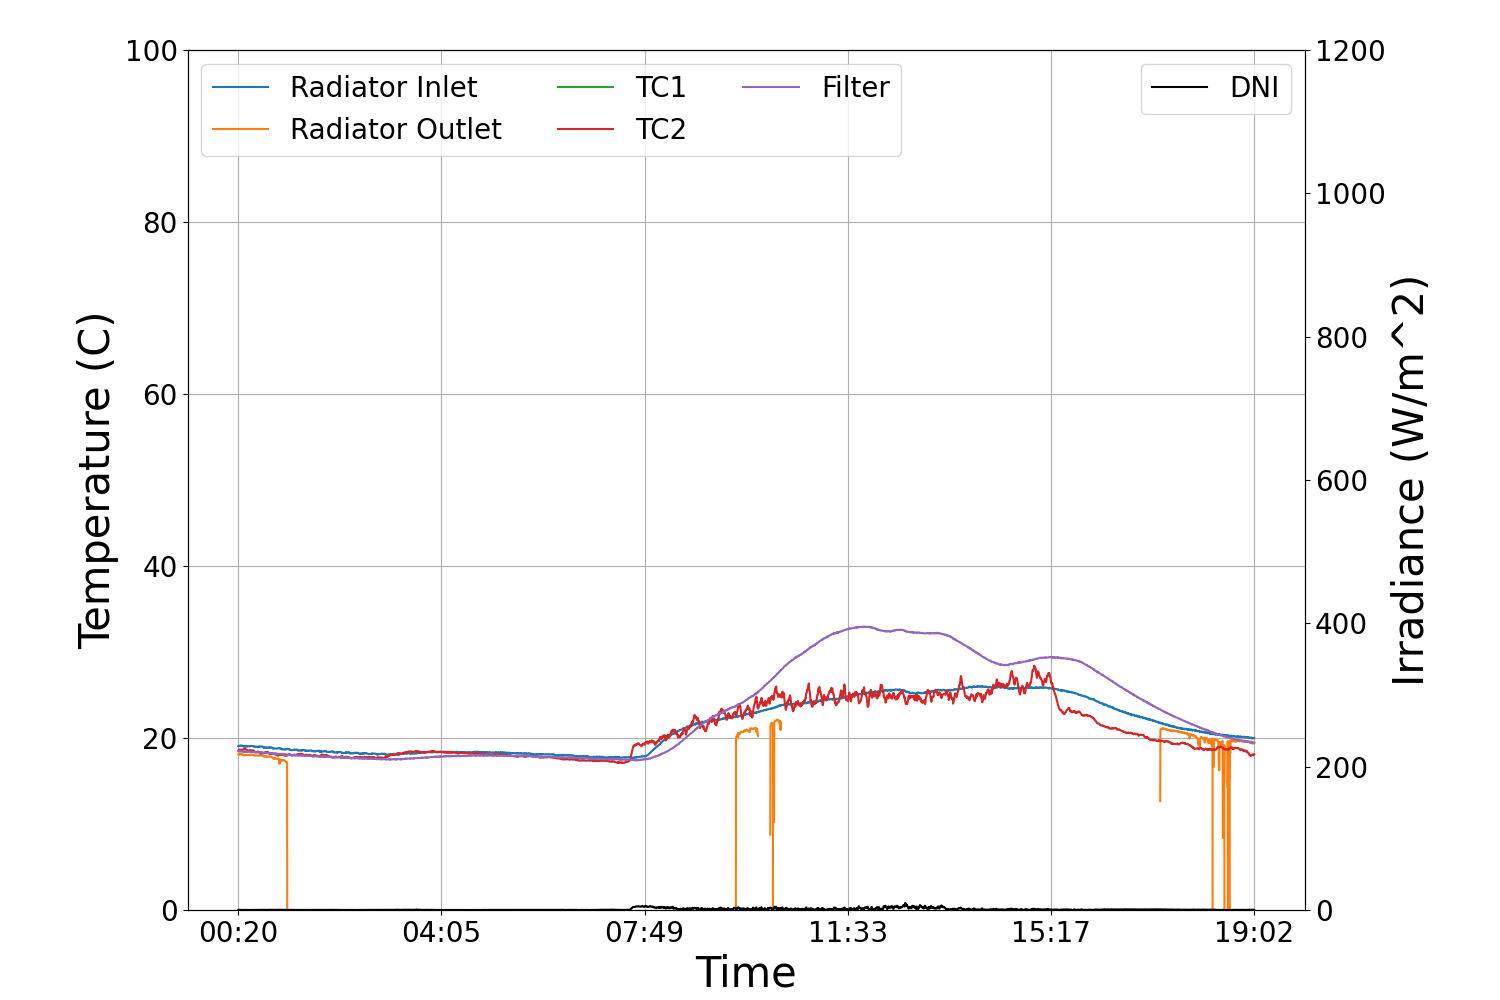 100
80
60
40
20
0
Temperature (C)
Radiator Inlet
Radiator Outlet
TC1
TC2
Filter
DNI
1200
1000
800
600
400
200
0
Irradiance (W/m^2)
00:20 04:05 07:49 11:33 15:17 19:02
Time